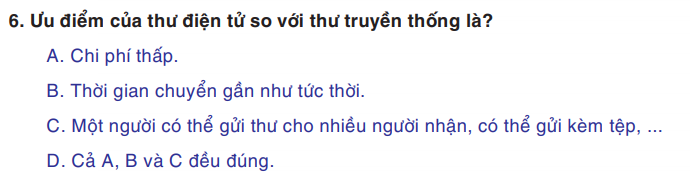 6. Ưu điểm của thư điện tử so với thư truyền thống là?
A. Chi phí thấp.
B. Thời gian chuyển gần như tức thời.
C. Một người có thể gửi thư cho nhiều người nhận, có thể gửi kèm tệp, ...
D. Cả A, B và C đều đúng.